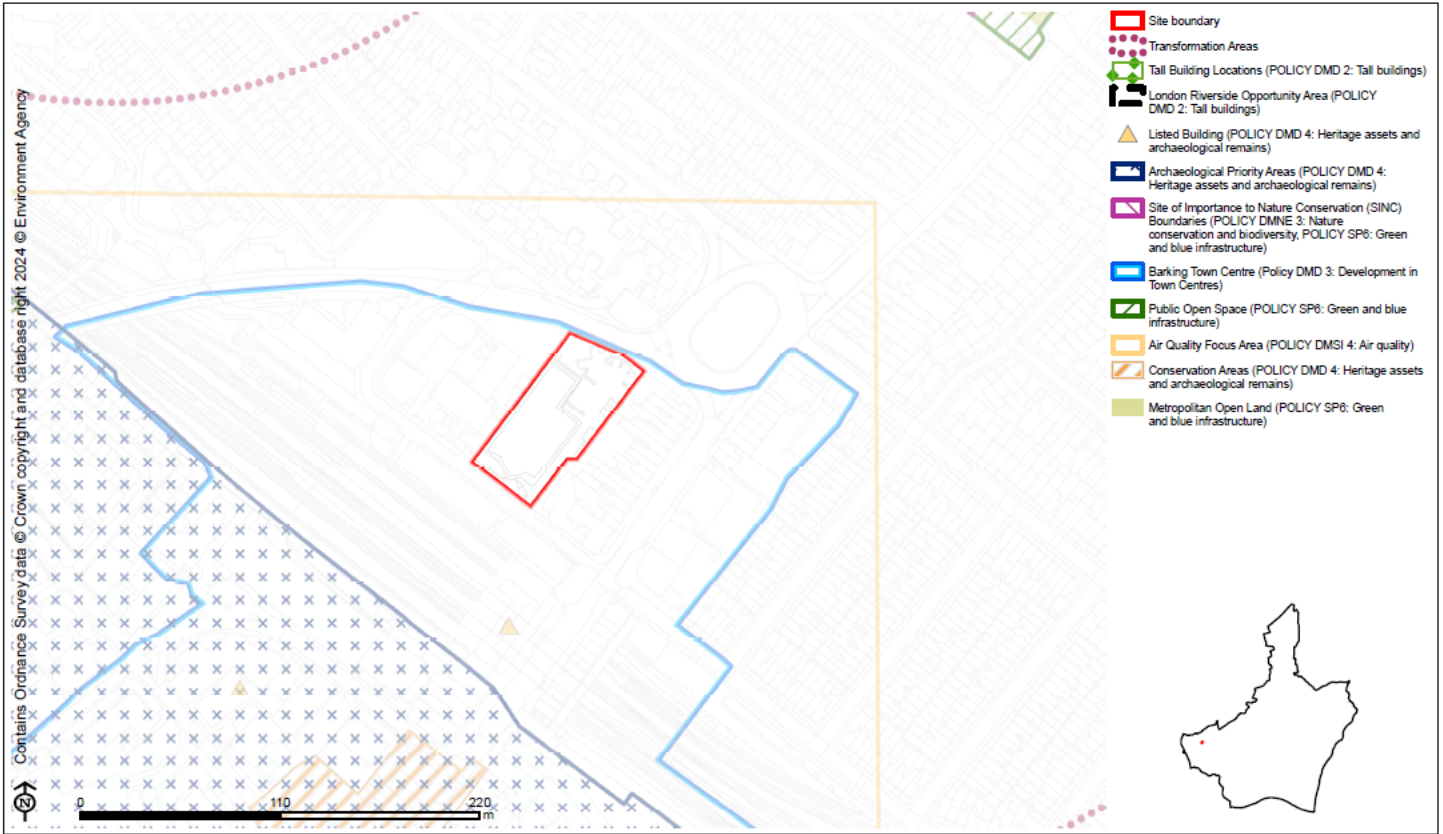 Site boundary
Transformation Areas
Tall Building Locations (POLICY DMD 2: Tall buildings)
London Riverside Opportunity Area (POLICY
DMD 2: Tall buildings)
Listed Building (POLICY DMD 4: Heritage assets and
archaeological remains)
Archaeological Priority Areas (POLICY DMD 4:
Heritage assets and archaeological remains)
Site of Importance to Nature Conservation (SINC)
Boundaries (POLICY DMNE 3: Nature
conservation and biodiversity, POLICY SP6: Green
and blue infrastructure)
Barking Town Centre (Policy DMD 3: Development in
Town Centres)
Public Open Space (POLICY SP6: Green and blue
infrastructure)
Air Quality Focus Area (POLICY DMSI 4: Air quality)
Conservation Areas (POLICY DMD 4: Heritage assets
and archaeological remains)
Metropolitan Open Land (POLICY SP6: Green
and blue infrastructure)
Contains Ordnance Survey data © Crown copyright and database right 2024 © Environment Agency
N
0 110 220
m